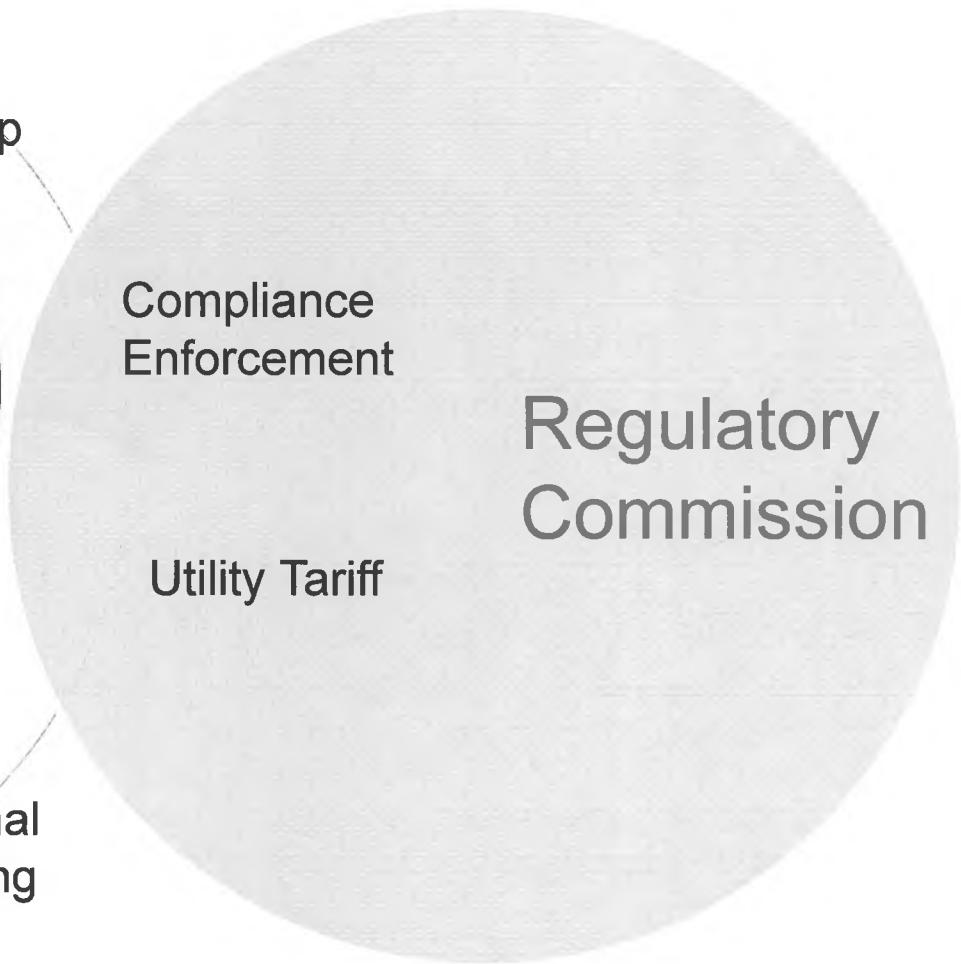 Compliance
Enforcement
Regulatory
Commission
Utility Tariff